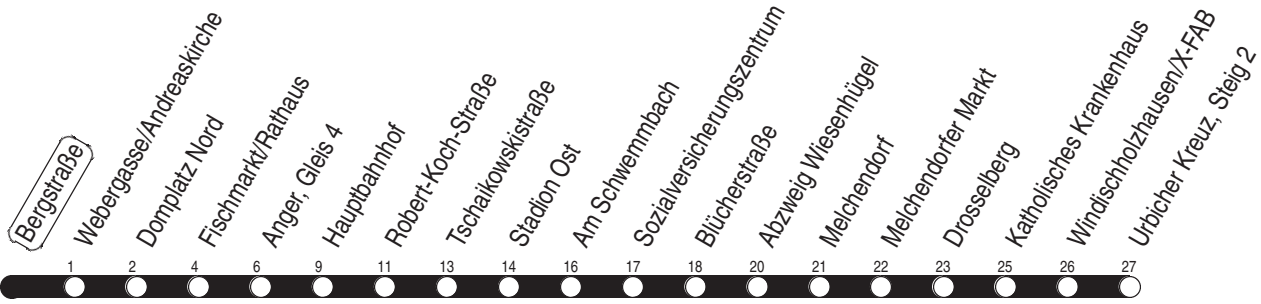 Bergstraße
Webergasse/Andreaskirche
Domplatz Nord
Fischmarkt/Rathaus
Anger, Gleis 4
Hauptbahnhof
Robert-Koch-Straße
Tschaikowskistraße
Stadion Ost
Am Schwemmbach
Sozialversicherungszentrum
Blücherstraße
Abzweig Wiesenhügel
Melchendorf
Melchendorfer Markt
Drosselberg
Katholisches Krankenhaus
Windischholzhausen/X-FAB
Urbicher Kreuz, Steig 2
1 2 4 6 9 11 13 14 16 17 18 20 21 22 23 25 26 27